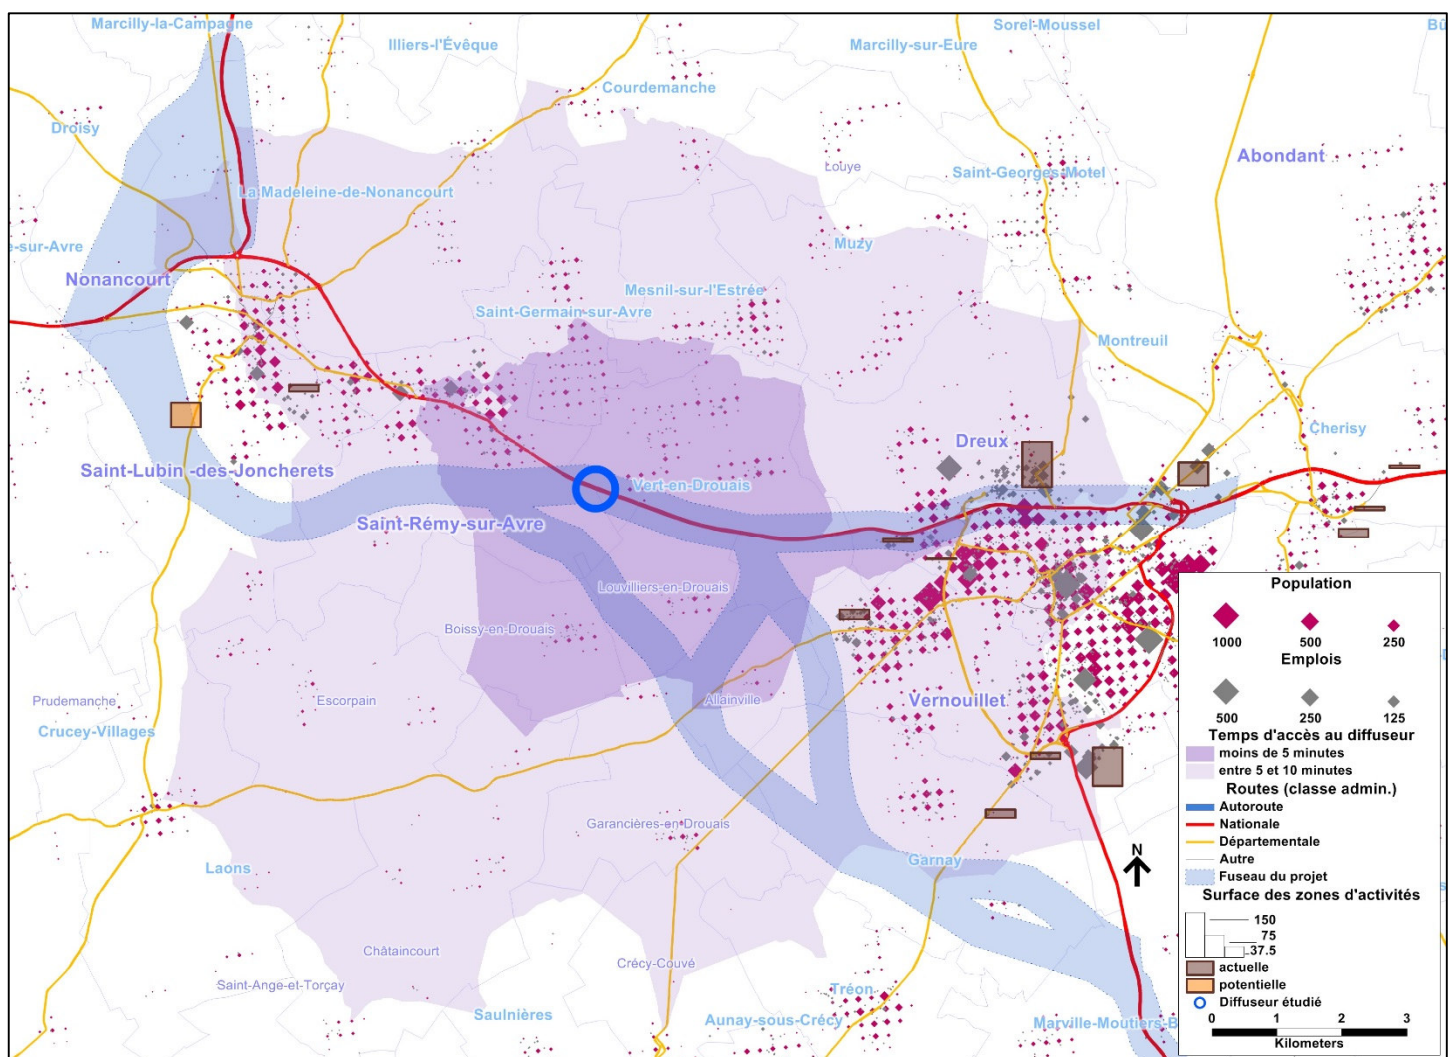 Marcilly-la-Campagne
Sorel-Moussel
Bû
Illiers-l'Évêque
Marcilly-sur-Eure
Courdemanche
Droisy
Abondant
Louye
Saint-Georges-Motel
La Madeleine-de-Nonancourt
e-sur-Avre
Muzy
Nonancourt
Mesnil-sur-l'Estrée
Saint-Germain-sur-Avre
Montreuil
Dreux
Cherisy
Saint-Lubin -des-Joncherets
Vert-en-Drouais
Saint-Rémy-sur-Avre
Louvilliers-en-Drouais
Boissy-en-Drouais
Prudemanche
Escorpain
Allainville
Vernouillet
Crucey-Villages
Garancières-en-Drouais
Laons
Garnay
Châtaincourt
Crécy-Couvé
Saint-Ange-et-Torçay
Tréon
Saulnières
Aunay-sous-Crécy
Marville-Moutiers-B
N
Population
1000 500 250
Emplois
500 250 125
Temps d'accès au diffuseur
moins de 5 minutes
entre 5 et 10 minutes
Routes (classe admin.)
Autoroute
Nationale
Départementale
Autre
Fuseau du projet
Surface des zones d'activités
150
75
37.5
actuelle
potentielle
Diffuseur étudié
0 1 2 3
Kilometers